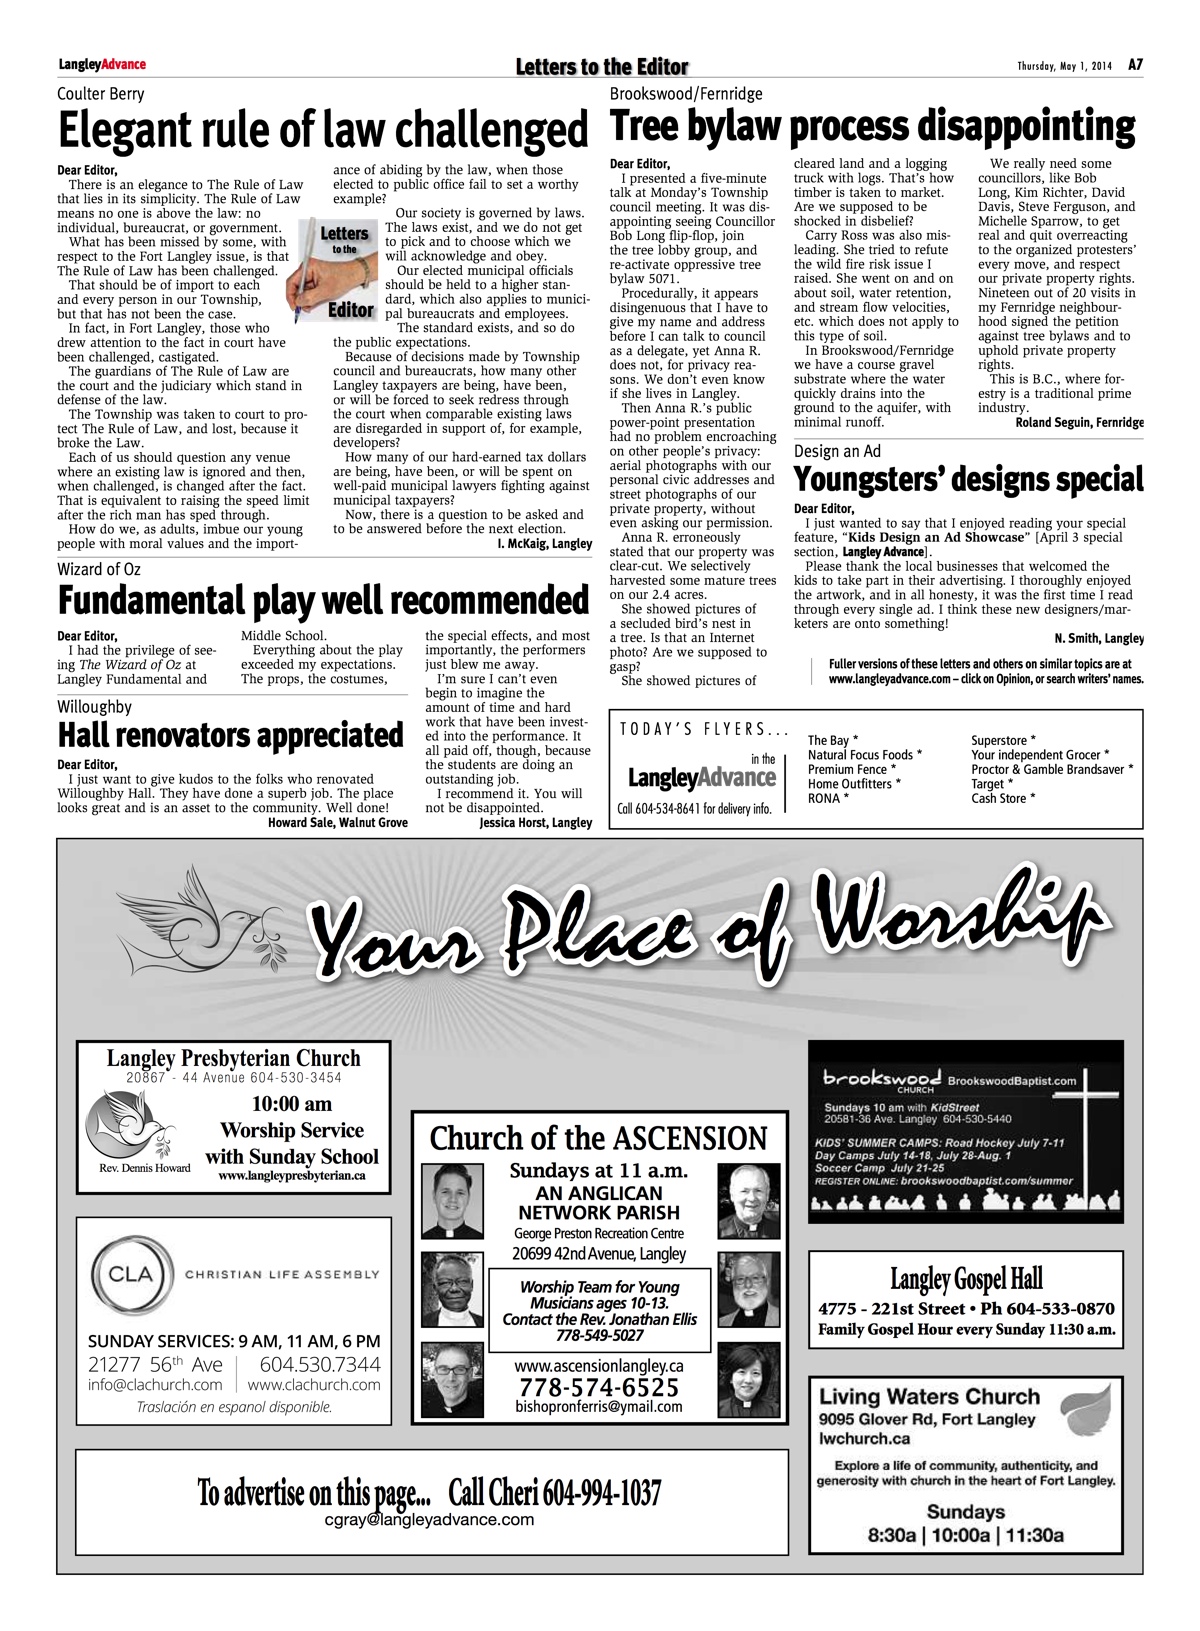 LangleyAdvance
Letters to the Editor
Thursday, May 1, 2014 A7
Coulter Berry
Elegant rule of law challenged
Dear Editor,
There is an elegance to The Rule of Law
that lies in its simplicity. The Rule of Law
means no one is above the law: no
individual, bureaucrat, or government.
What has been missed by some, with
respect to the Fort Langley issue, is that
The Rule of Law has been challenged.
That should be of import to each
and every person in our Township,
but that has not been the case.
In fact, in Fort Langley, those who
drew attention to the fact in court have
been challenged, castigated.
The guardians of The Rule of Law are
the court and the judiciary which stand in
defense of the law.
The Township was taken to court to pro-
tect The Rule of Law, and lost, because it
broke the Law.
Each of us should question any venue
where an existing law is ignored and then,
when challenged, is changed after the fact.
That is equivalent to raising the speed limit
after the rich man has sped through.
How do we, as adults, imbue our young
people with moral values and the import-
ance of abiding by the law, when those
elected to public office fail to set a worthy
example?
Our society is governed by laws.
The laws exist, and we do not get
to pick and to choose which we
will acknowledge and obey.
Our elected municipal officials
should be held to a higher stan-
dard, which also applies to munici-
pal bureaucrats and employees.
The standard exists, and so do
the public expectations.
Because of decisions made by Township
council and bureaucrats, how many other
Langley taxpayers are being, have been,
or will be forced to seek redress through
the court when comparable existing laws
are disregarded in support of, for example,
developers?
How many of our hard-earned tax dollars
are being, have been, or will be spent on
well-paid municipal lawyers fighting against
municipal taxpayers?
Now, there is a question to be asked and
to be answered before the next election.
I. McKaig, Langley
Letters
to the
Editor
Wizard of Oz
Fundamental play well recommended
Dear Editor,
I had the privilege of see-
ing The Wizard of Oz at
Langley Fundamental and
Middle School.
Everything about the play
exceeded my expectations.
The props, the costumes,
the special effects, and most
importantly, the performers
just blew me away.
I'm sure I can't even
begin to imagine the
amount of time and hard
work that have been invest-
ed into the performance. It
all paid off, though, because
the students are doing an
outstanding job.
I recommend it. You will
not be disappointed.
Jessica Horst, Langley
Willoughby
Hall renovators appreciated
Dear Editor,
I just want to give kudos to the folks who renovated
Willoughby Hall. They have done a superb job. The place
looks great and is an asset to the community. Well done!
Howard Sale, Walnut Grove
Brookswood/Fernridge
Tree bylaw process disappointing
Dear Editor,
I presented a five-minute
talk at Monday's Township
council meeting. It was dis-
appointing seeing Councillor
Bob Long flip-flop, join
the tree lobby group, and
re-activate oppressive tree
bylaw 5071.
Procedurally, it appears
disingenuous that I have to
give my name and address
before I can talk to council
as a delegate, yet Anna R.
does not, for privacy rea-
sons. We don't even know
if she lives in Langley.
Then Anna R.'s public
power-point presentation
had no problem encroaching
on other people's privacy:
aerial photographs with our
personal civic addresses and
street photographs of our
private property, without
even asking our permission.
Anna R. erroneously
stated that our property was
clear-cut. We selectively
harvested some mature trees
on our 2.4 acres.
She showed pictures of
a secluded bird's nest in
a tree. Is that an Internet
photo? Are we supposed to
gasp?
She showed pictures of
cleared land and a logging
truck with logs. That's how
timber is taken to market.
Are we supposed to be
shocked in disbelief?
Carry Ross was also mis-
leading. She tried to refute
the wild fire risk issue I
raised. She went on and on
about soil, water retention,
and stream flow velocities,
etc. which does not apply to
this type of soil.
In Brookswood/Fernridge
we have a course gravel
substrate where the water
quickly drains into the
ground to the aquifer, with
minimal runoff.
We really need some
councillors, like Bob
Long, Kim Richter, David
Davis, Steve Ferguson, and
Michelle Sparrow, to get
real and quit overreacting
to the organized protesters'
every move, and respect
our private property rights.
Nineteen out of 20 visits in
my Fernridge neighbour-
hood signed the petition
against tree bylaws and to
uphold private property
rights.
This is B.C., where for-
estry is a traditional prime
industry.
Roland Seguin, Fernridge
Design an Ad
Youngsters' designs special
Dear Editor,
I just wanted to say that I enjoyed reading your special
feature, "Kids Design an Ad Showcase" [April 3 special
section, Langley Advance].
Please thank the local businesses that welcomed the
kids to take part in their advertising. I thoroughly enjoyed
the artwork, and in all honesty, it was the first time I read
through every single ad. I think these new designers/mar-
keters are onto something!
N. Smith, Langley
Fuller versions of these letters and others on similar topics are at
www.langleyadvance.com – click on Opinion, or search writers' names.
TODAY'S FLYERS...
in the
LangleyAdvance
Call 604-534-8641 for delivery info.
The Bay *
Natural Focus Foods *
Premium Fence *
Home Outfitters *
RONA *
Superstore *
Your independent Grocer *
Proctor & Gamble Brandsaver *
Target *
Cash Store *
Your Place of Worship
Langley Presbyterian Church
20867 - 44 Avenue 604-530-3454
10:00 am
Worship Service
with Sunday School
www.langleypresbyterian.ca
Rev. Dennis Howard
CLA CHRISTIAN LIFE ASSEMBLY
SUNDAY SERVICES: 9 AM, 11 AM, 6 PM
21277 56th Ave | 604.530.7344
info@clachurch.com | www.clachurch.com
Traslación en espanol disponible.
Church of the ASCENSION
Sundays at 11 a.m.
AN ANGLICAN
NETWORK PARISH
George Preston Recreation Centre
20699 42nd Avenue, Langley
Worship Team for Young
Musicians ages 10-13.
Contact the Rev. Jonathan Ellis
778-549-5027
www.ascensionlangley.ca
778-574-6525
bishopronferris@ymail.com
brookswood
CHURCH
BrookswoodBaptist.com
Sundays 10 am with KidStreet
20581-36 Ave. Langley 604-530-5440
KIDS' SUMMER CAMPS: Road Hockey July 7-11
Day Camps July 14-18, July 28-Aug. 1
Soccer Camp July 21-25
REGISTER ONLINE: brookswoodbaptist.com/summer
Langley Gospel Hall
4775 - 221st Street • Ph 604-533-0870
Family Gospel Hour every Sunday 11:30 a.m.
Living Waters Church
9095 Glover Rd, Fort Langley
lwchurch.ca
Explore a life of community, authenticity, and
generosity with church in the heart of Fort Langley.
Sundays
8:30a | 10:00a | 11:30a
To advertise on this page... Call Cheri 604-994-1037
cgray@langleyadvance.com